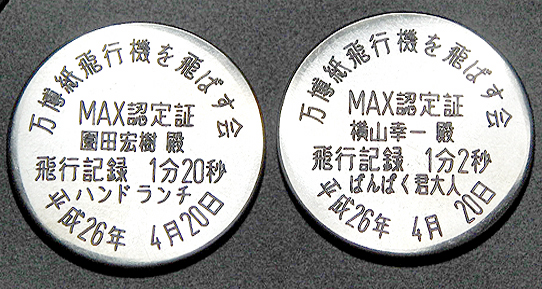 万博紙飛行機を飛ばす会
MAX認定証
園田宏樹 殿
飛行記録 1分20秒
ハンドランチ
平成26年 4月20日
万博紙飛行機を飛ばす会
MAX認定証
横山幸一 殿
飛行記録 1分2秒
ぱんぱく君大人
平成26年 4月 20日